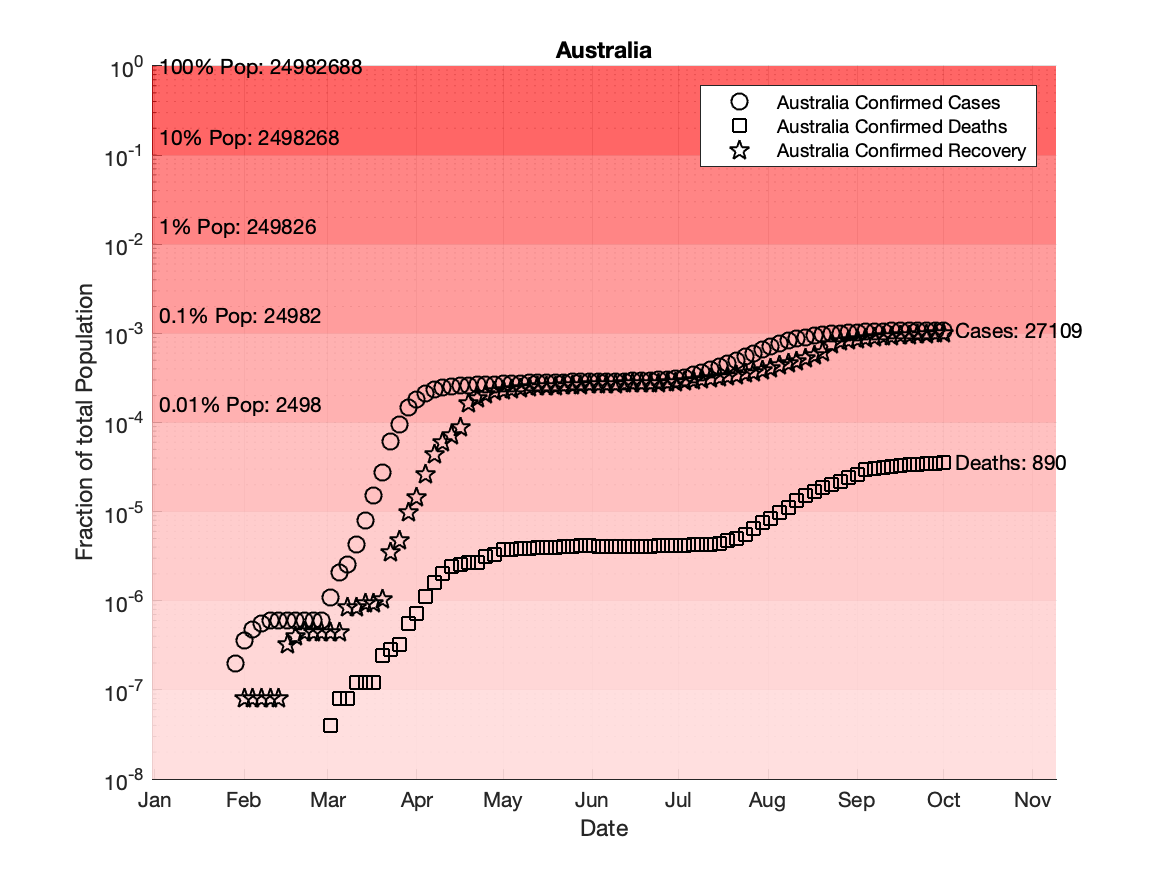 Australia
10^0
100% Pop: 24982688
Australia Confirmed Cases
Australia Confirmed Deaths
Australia Confirmed Recovery
10% Pop: 2498268
10^-1
1% Pop: 249826
10^-2
0.1% Pop: 24982
10^-3
Cases: 27109
0.01% Pop: 2498
10^-4
Deaths: 890
10^-5
10^-6
10^-7
10^-8
Fraction of total Population
Jan Feb Mar Apr May Jun Jul Aug Sep Oct Nov
Date